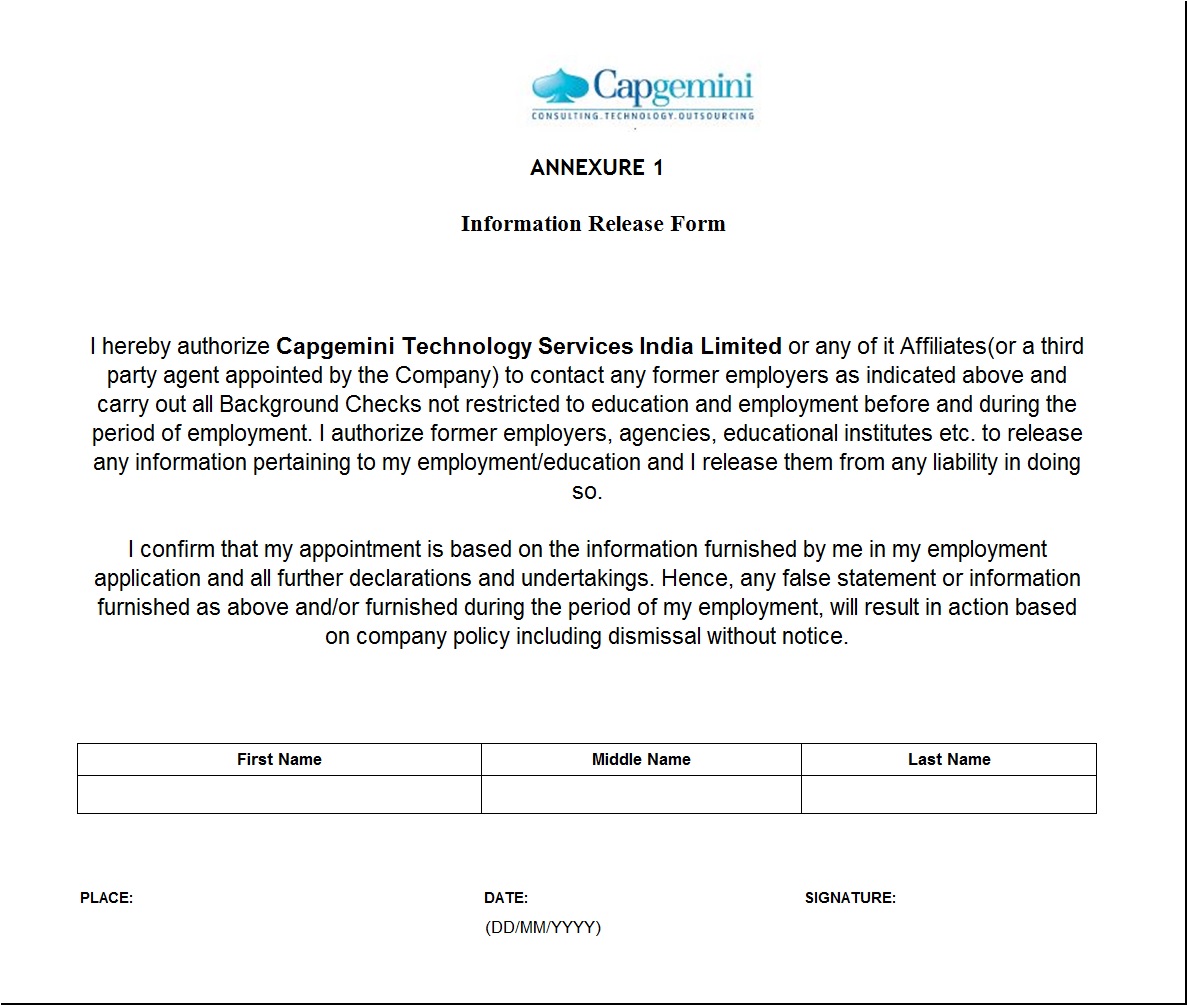 Capgemini
CONSULTING.TECHNOLOGY.OUTSOURCING
ANNEXURE 1
Information Release Form
I hereby authorize Capgemini Technology Services India Limited or any of it Affiliates(or a third
party agent appointed by the Company) to contact any former employers as indicated above and
carry out all Background Checks not restricted to education and employment before and during the
period of employment. I authorize former employers, agencies, educational institutes etc. to release
any information pertaining to my employment/education and I release them from any liability in doing
so.
I confirm that my appointment is based on the information furnished by me in my employment
application and all further declarations and undertakings. Hence, any false statement or information
furnished as above and/or furnished during the period of my employment, will result in action based
on company policy including dismissal without notice.
First Name Middle Name Last Name
PLACE: DATE: SIGNATURE:
(DD/MM/YYYY)